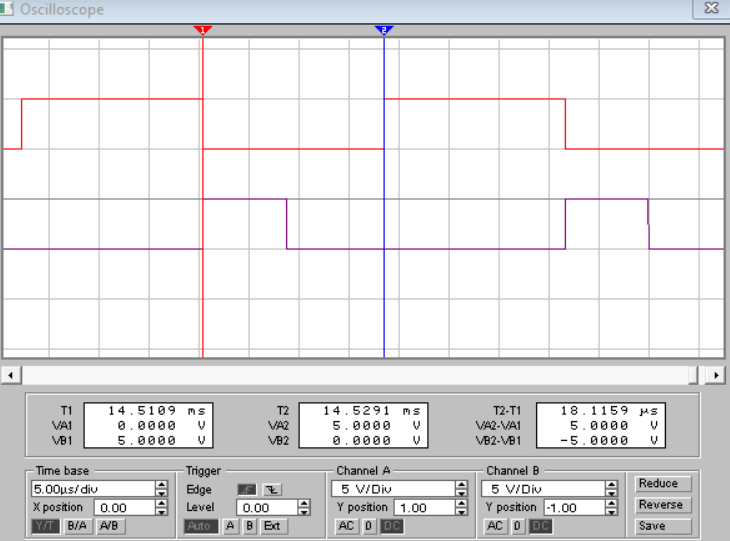 Oscilloscope
1 2
T1 14.5109 ms T2 14.5291 ms T2-T1 18.1159 µs
VA1 0.0000 V VA2 5.0000 V VA2-VA1 5.0000 V
VB1 5.0000 V VB2 0.0000 V VB2-VB1 -5.0000 V
Time base Trigger Channel A Channel B
5.00µs/div Edge 5 V/Div 5 V/Div Reduce
X position 0.00 Level 0.00 Y position 1.00 Y position -1.00 Reverse
Y/T B/A A/B Auto A B Ext AC 0 DC AC 0 DC Save